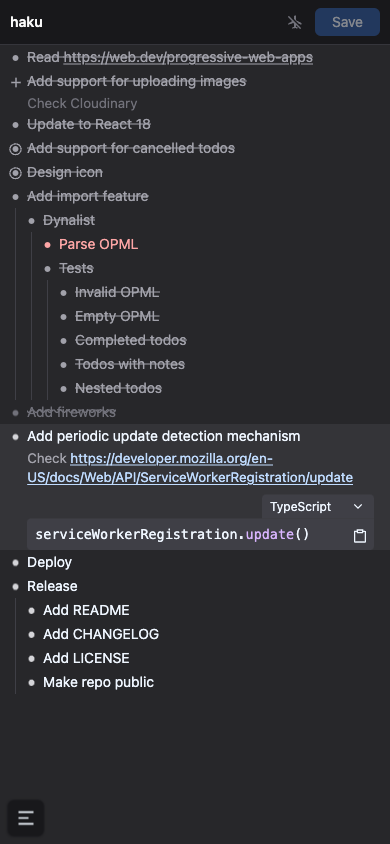 haku
Save
Read https://web.dev/progressive-web-apps
Add support for uploading images
Check Cloudinary
Update to React 18
Add support for cancelled todos
Design icon
Add import feature
Dynalist
Parse OPML
Tests
Invalid OPML
Empty OPML
Completed todos
Todos with notes
Nested todos
Add fireworks
Add periodic update detection mechanism
Check https://developer.mozilla.org/en-
US/docs/Web/API/ServiceWorkerRegistration/update
TypeScript
serviceWorkerRegistration.update()
Deploy
Release
Add README
Add CHANGELOG
Add LICENSE
Make repo public